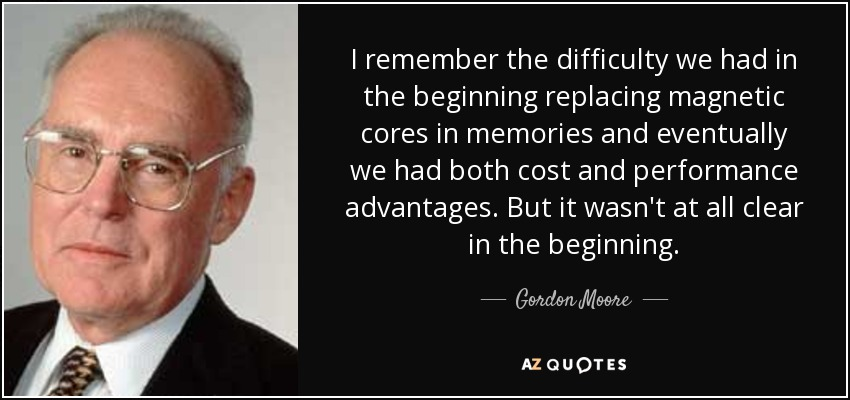 I remember the difficulty we had in
the beginning replacing magnetic
cores in memories and eventually
we had both cost and performance
advantages. But it wasn't at all clear
in the beginning.
Gordon Moore
AZ QUOTES